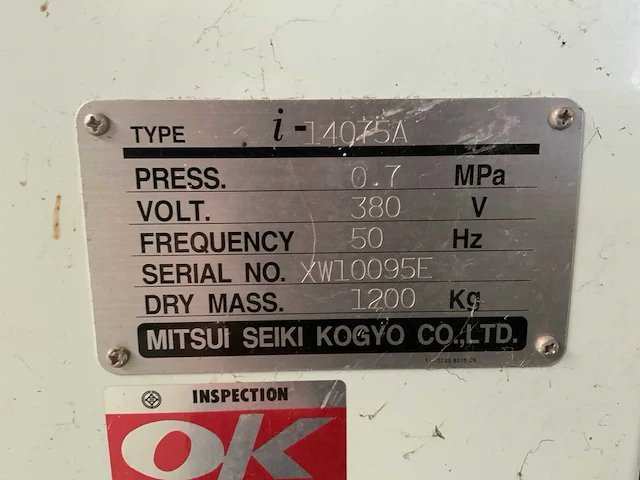 TYPE i-14075A
PRESS. 0.7 MPa
VOLT. 380 V
FREQUENCY 50 Hz
SERIAL NO. XW10095E
DRY MASS. 1200 Kg
MITSUI SEIKI KOGYO CO.,LTD.
INSPECTION
OK